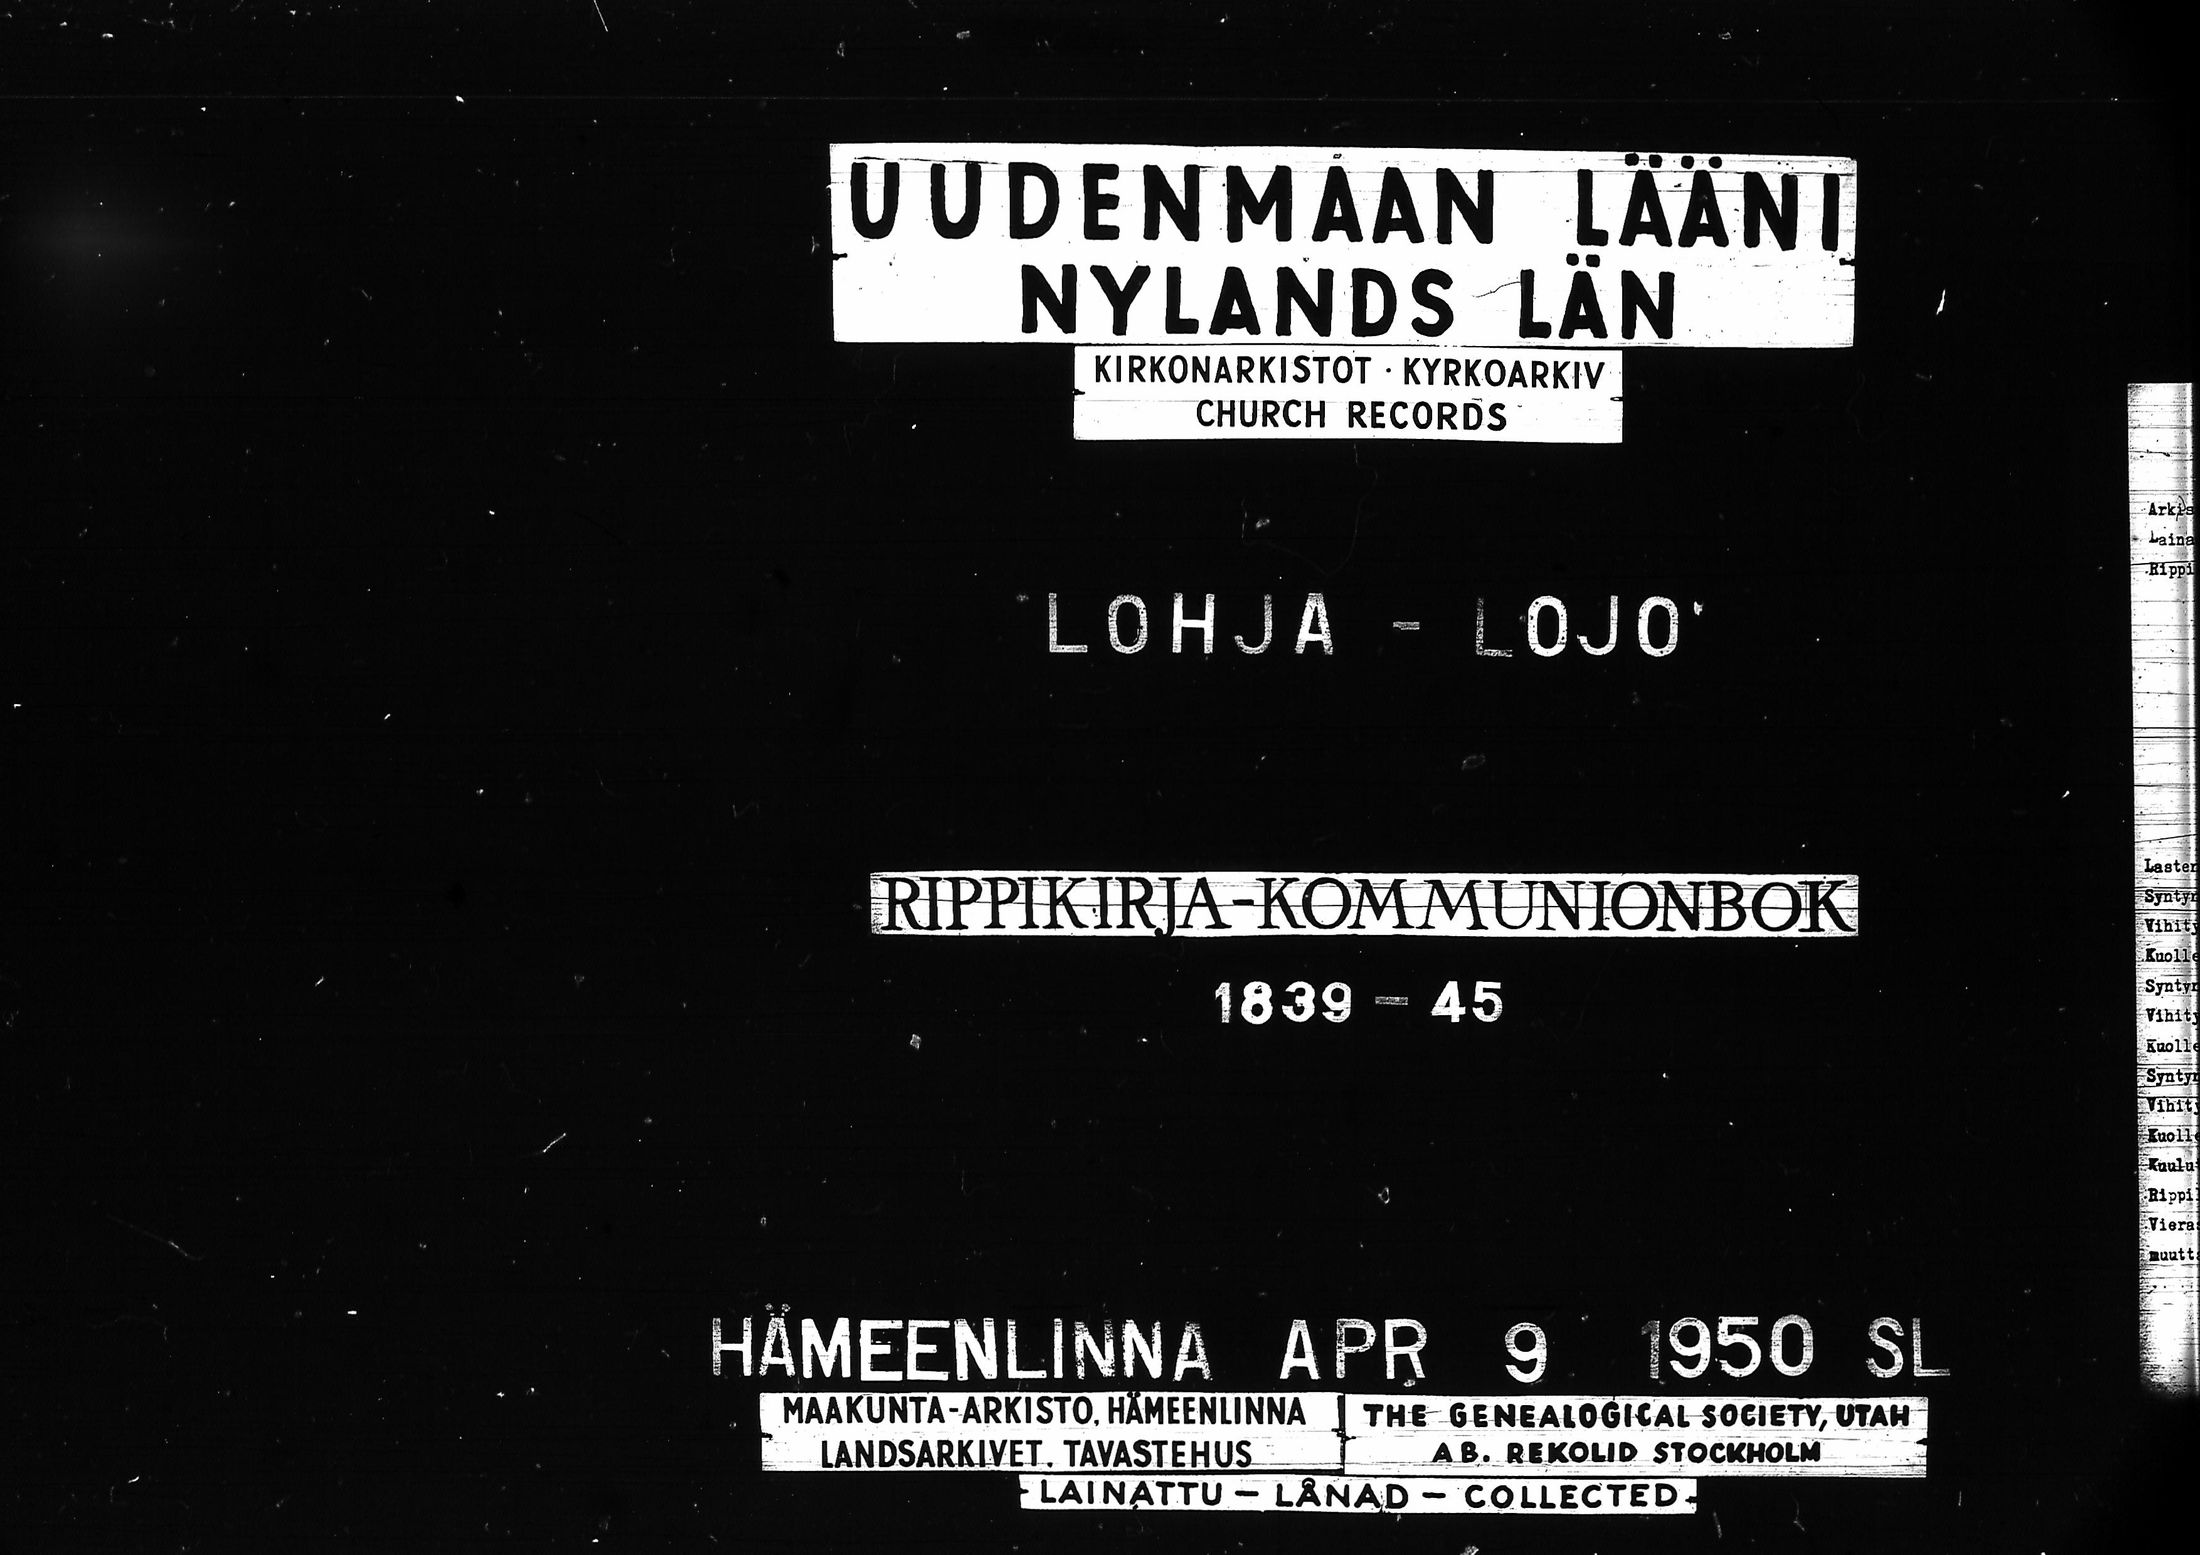 UUDENMAAN LÄÄNI
NYLANDS LÄN
KIRKONARKISTOT · KYRKOARKIV
CHURCH RECORDS
LOHJA - LOJO
RIPPIKIRJA-KOMMUNIONBOK
1839 - 45
HÄMEENLINNA APR 9 1950 SL
MAAKUNTA-ARKISTO, HÄMEENLINNA
LANDSARKIVET, TAVASTEHUS
THE GENEALOGICAL SOCIETY, UTAH
AB. REKOLID STOCKHOLM
LAINATTU - LÅNAD - COLLECTED